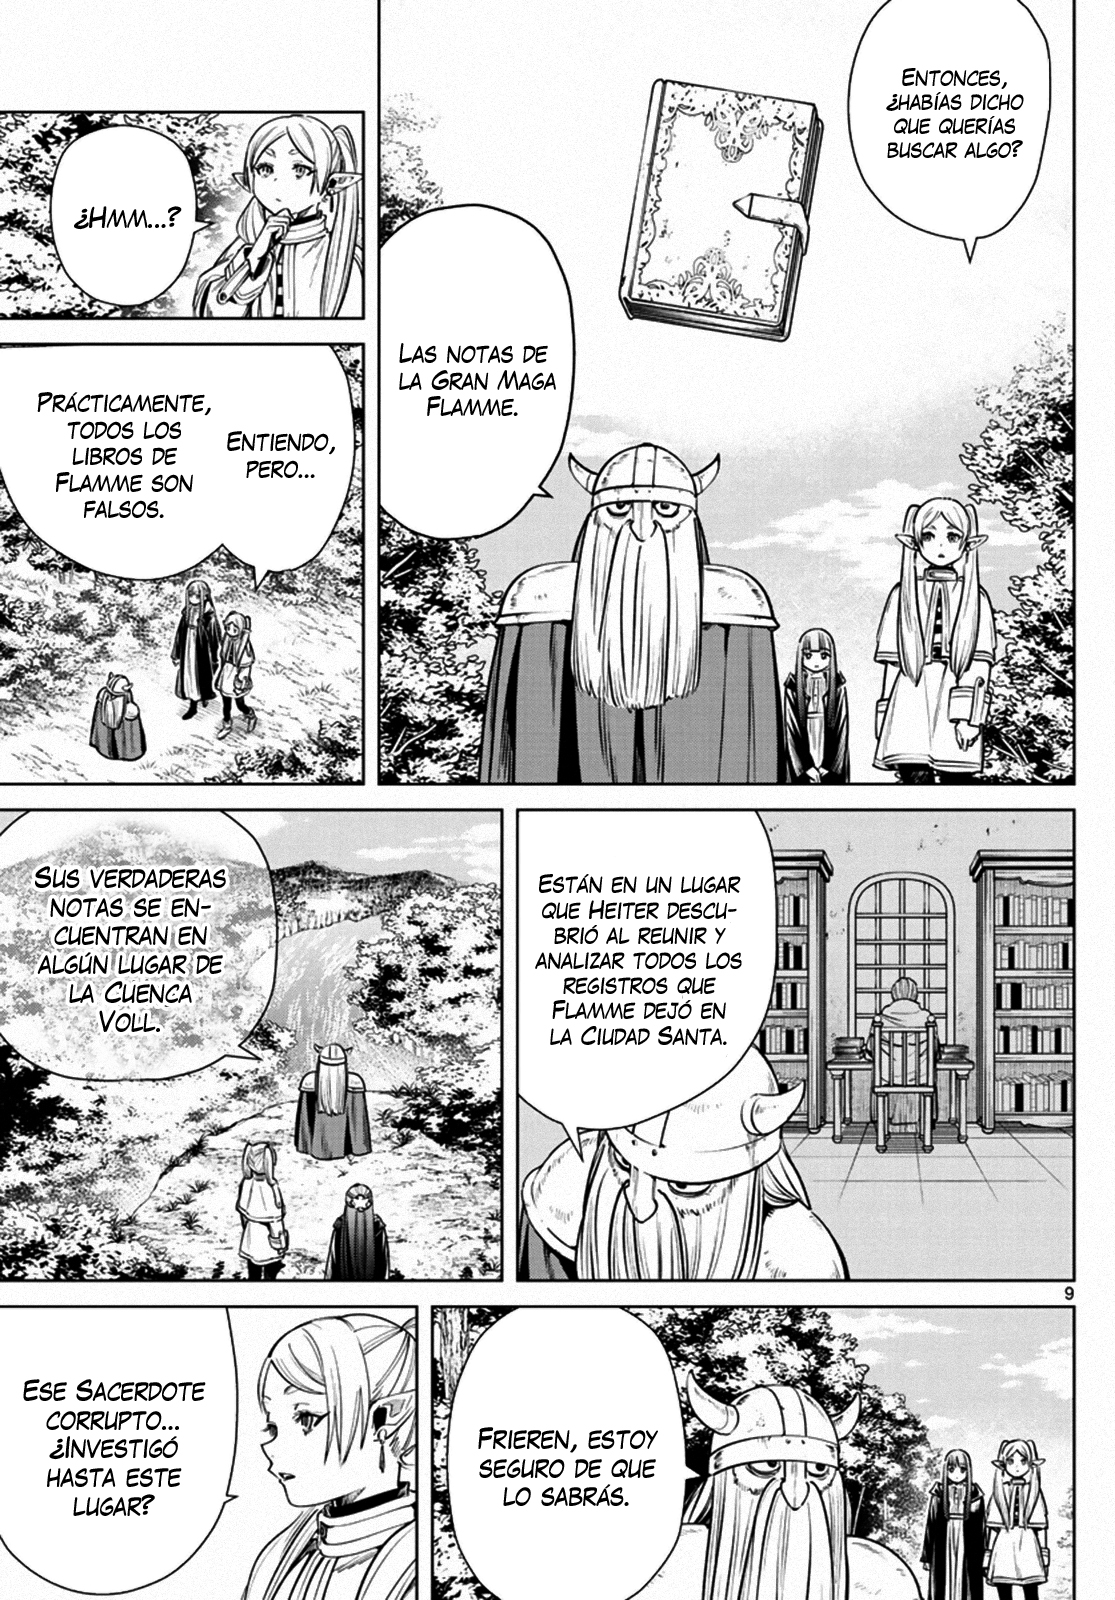 Entonces,
¿habías dicho
que querías
buscar algo?
Las notas de
la Gran Maga
Flamme.
¿Hmm...?
Entiendo,
pero...
Prácticamente,
todos los
libros de
Flamme son
falsos.
Están en un lugar
que Heiter descu-
brió al reunir y
analizar todos los
registros que
Flamme dejó en
la Ciudad Santa.
Sus verdaderas
notas se en-
cuentran en
algún lugar de
la Cuenca
Voll.
9
Frieren, estoy
seguro de que
lo sabrás.
Ese Sacerdote
corrupto...
¿Investigó
hasta este
lugar?